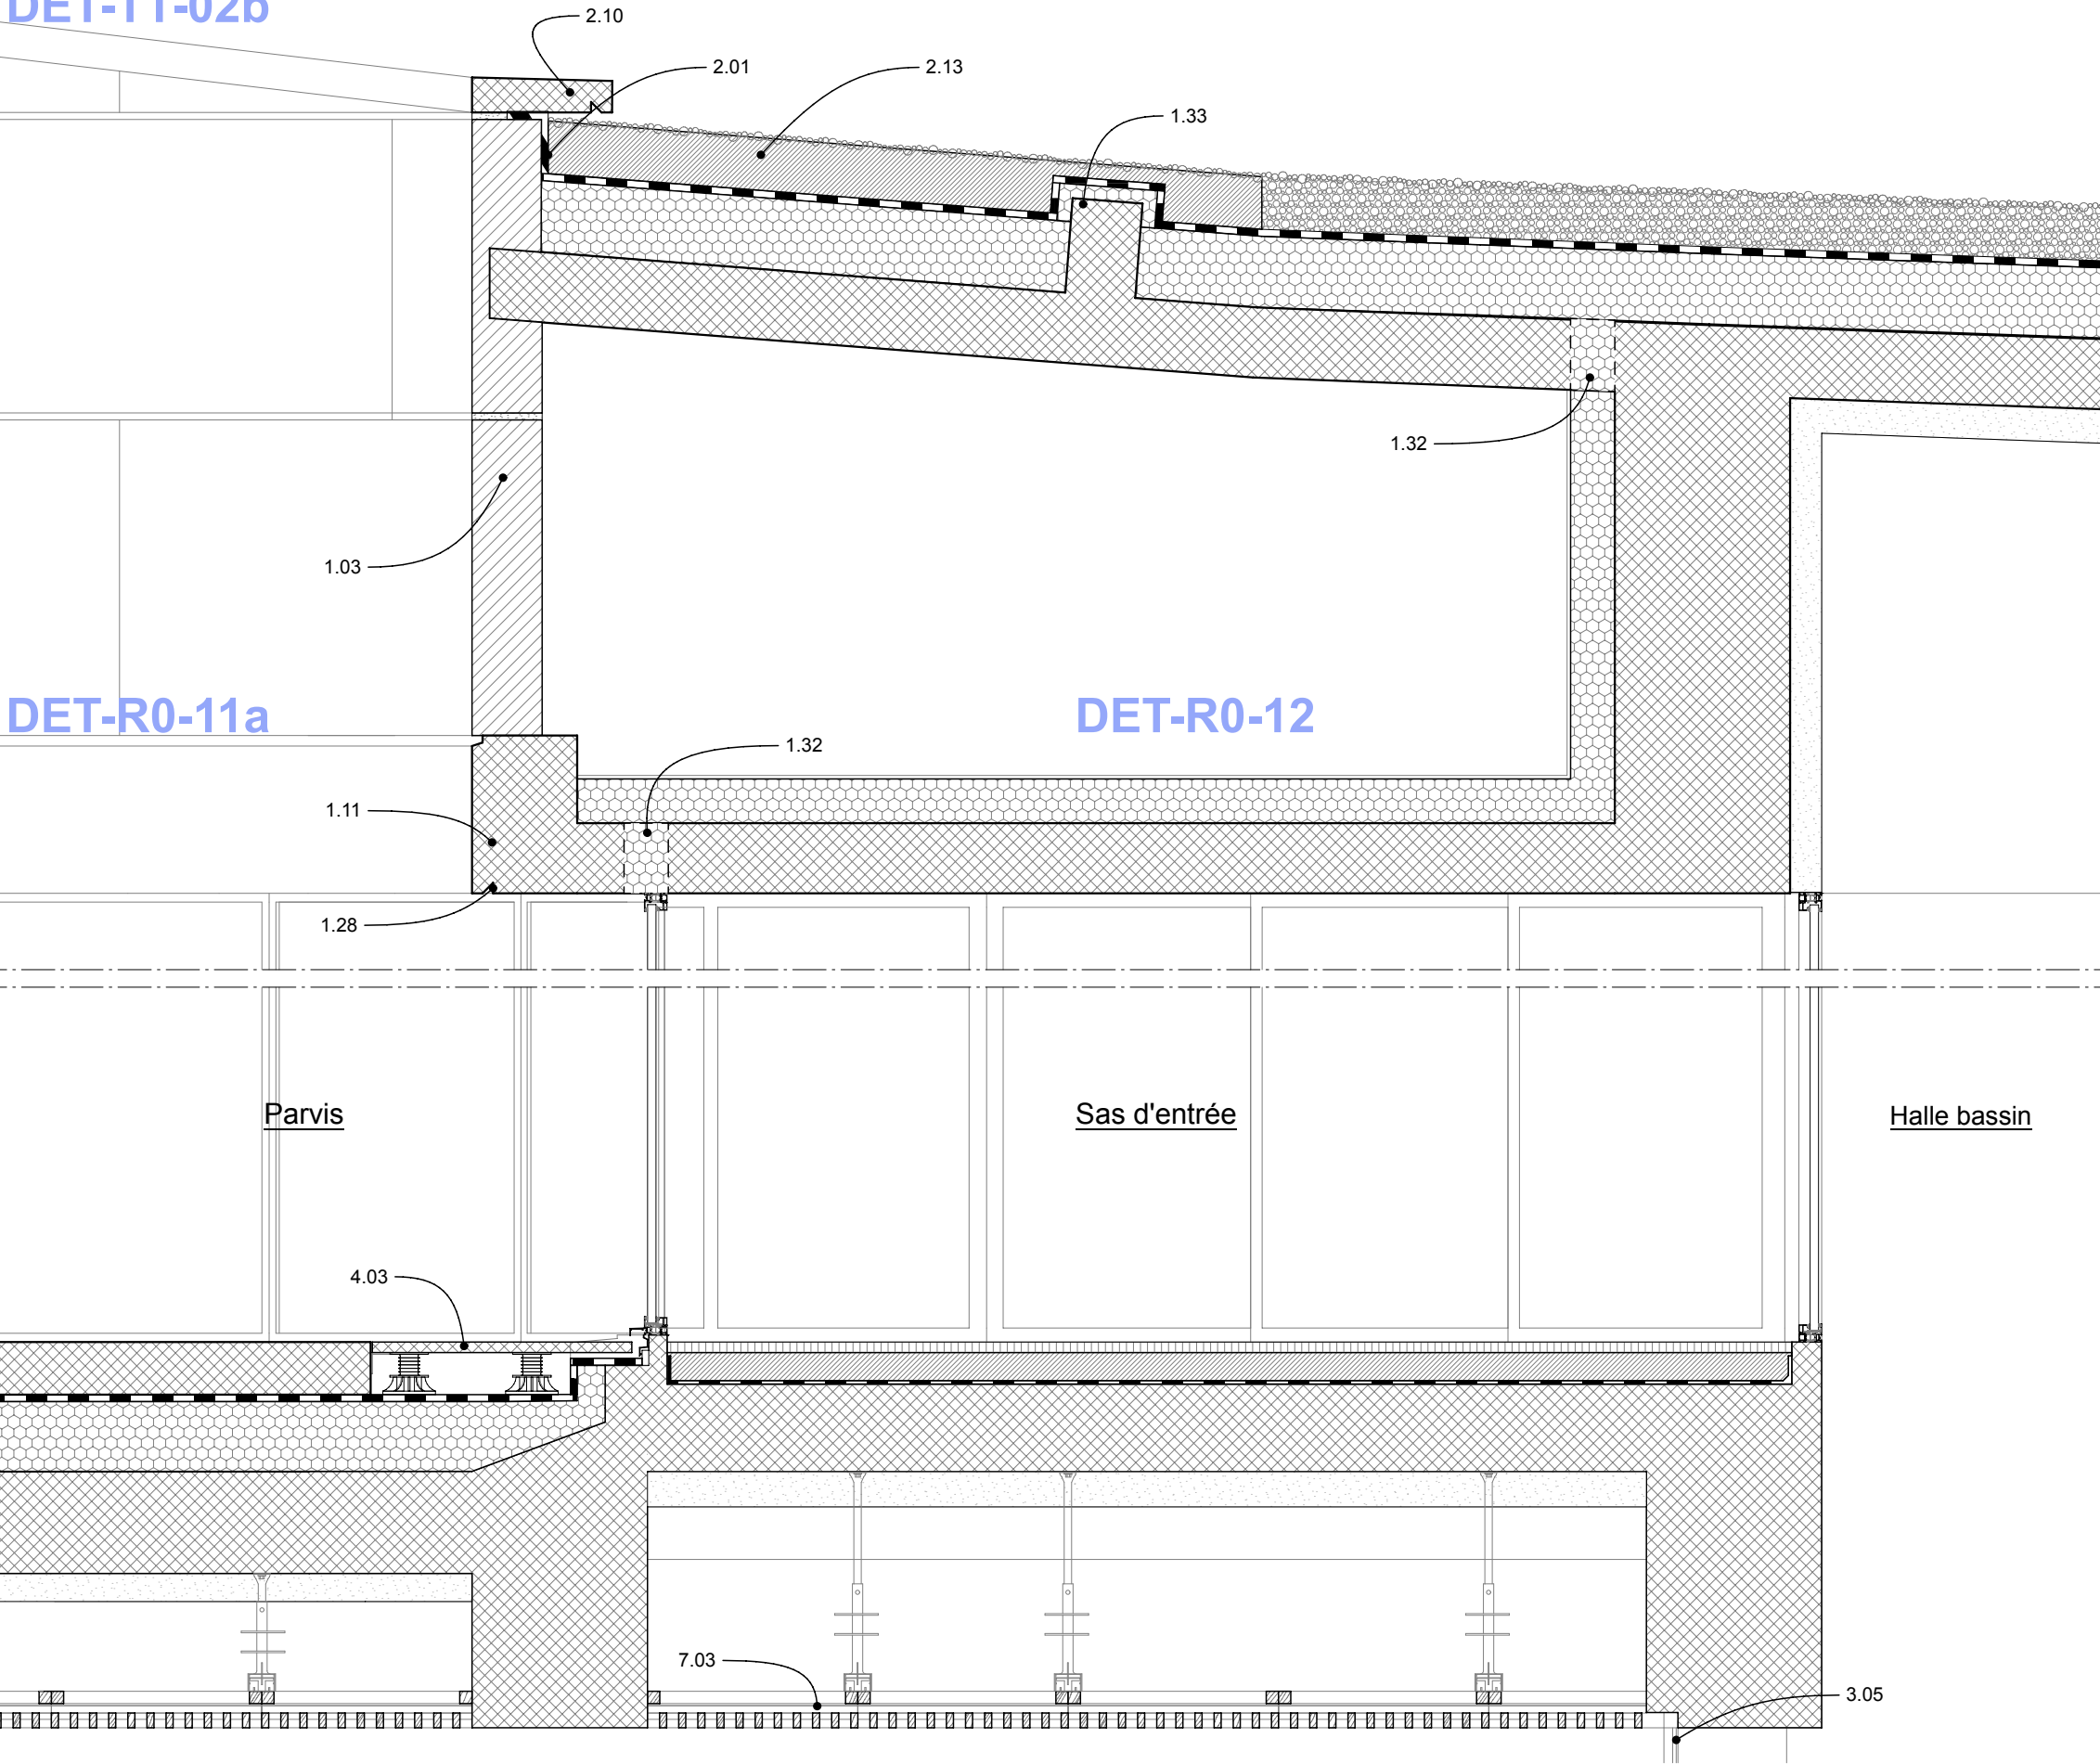 DET-TT-02b
2.10
2.01
2.13
1.33
1.32
1.03
DET-R0-11a
DET-R0-12
1.32
1.11
1.28
Parvis
Sas d'entrée
Halle bassin
4.03
7.03
3.05